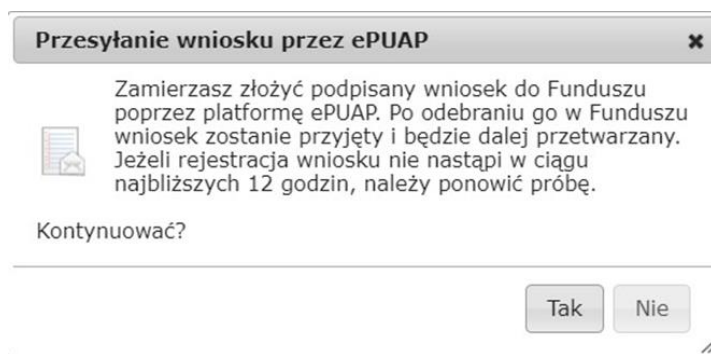 Przesyłanie wniosku przez ePUAP
Zamierzasz złożyć podpisany wniosek do Funduszu
poprzez platformę ePUAP. Po odebraniu go w Funduszu
wniosek zostanie przyjęty i będzie dalej przetwarzany.
Jeżeli rejestracja wniosku nie nastąpi w ciągu
najbliższych 12 godzin, należy ponowić próbę.
Kontynuować?
Tak Nie